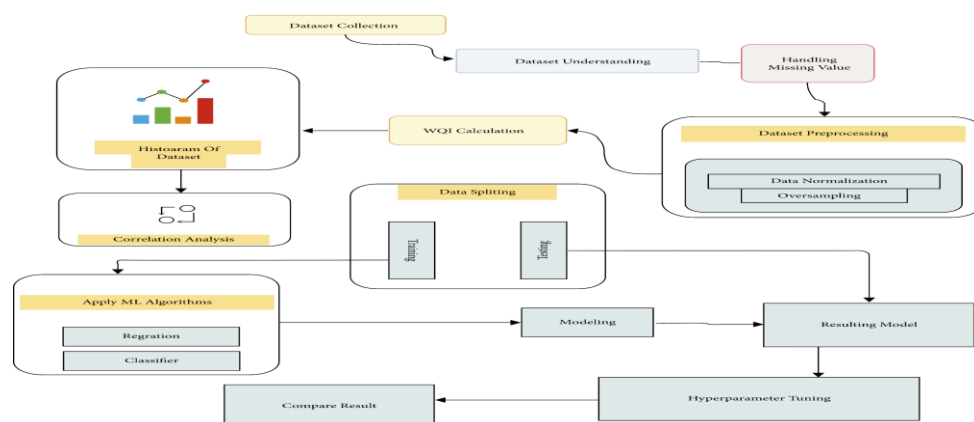 Dataset Collection
Dataset Understanding
Handling
Missing Value
Dataset Preprocessing
Data Normalization
Oversampling
WQI Calculation
Histoaram Of
Dataset
Correlation Analysis
Data Spliting
Training
Testing
Apply ML Algorithms
Regration
Classifier
Modeling
Resulting Model
Hyperparameter Tuning
Compare Result